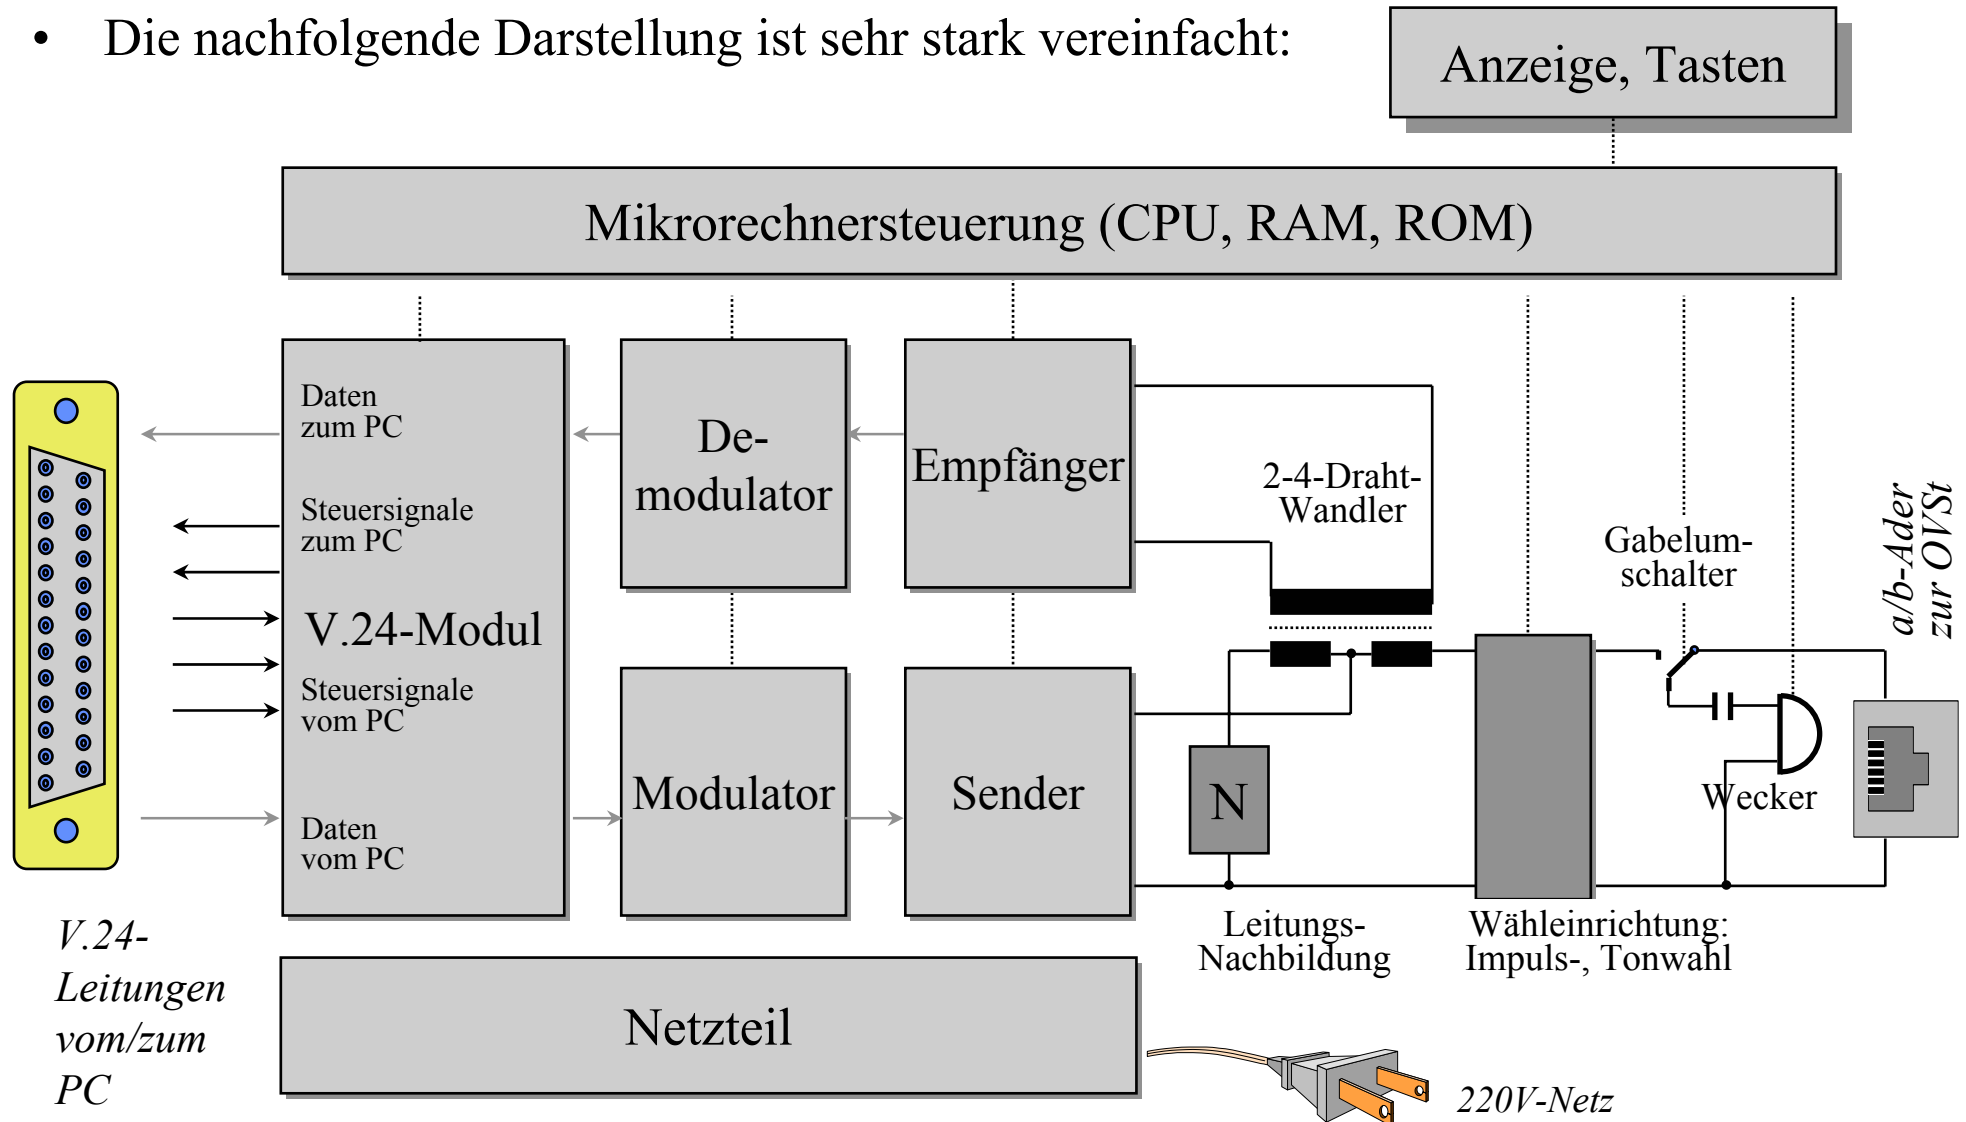 • Die nachfolgende Darstellung ist sehr stark vereinfacht:
Anzeige, Tasten
Mikrorechnersteuerung (CPU, RAM, ROM)
Daten
zum PC
Steuersignale
zum PC
V.24-Modul
Steuersignale
vom PC
Daten
vom PC
De-
modulator
Empfänger
Modulator
Sender
2-4-Draht-
Wandler
N
Gabelum-
schalter
Wecker
a/b-Ader
zur OVSt
Leitungs-
Nachbildung
Wähleinrichtung:
Impuls-, Tonwahl
V.24-
Leitungen
vom/zum
PC
Netzteil
220V-Netz